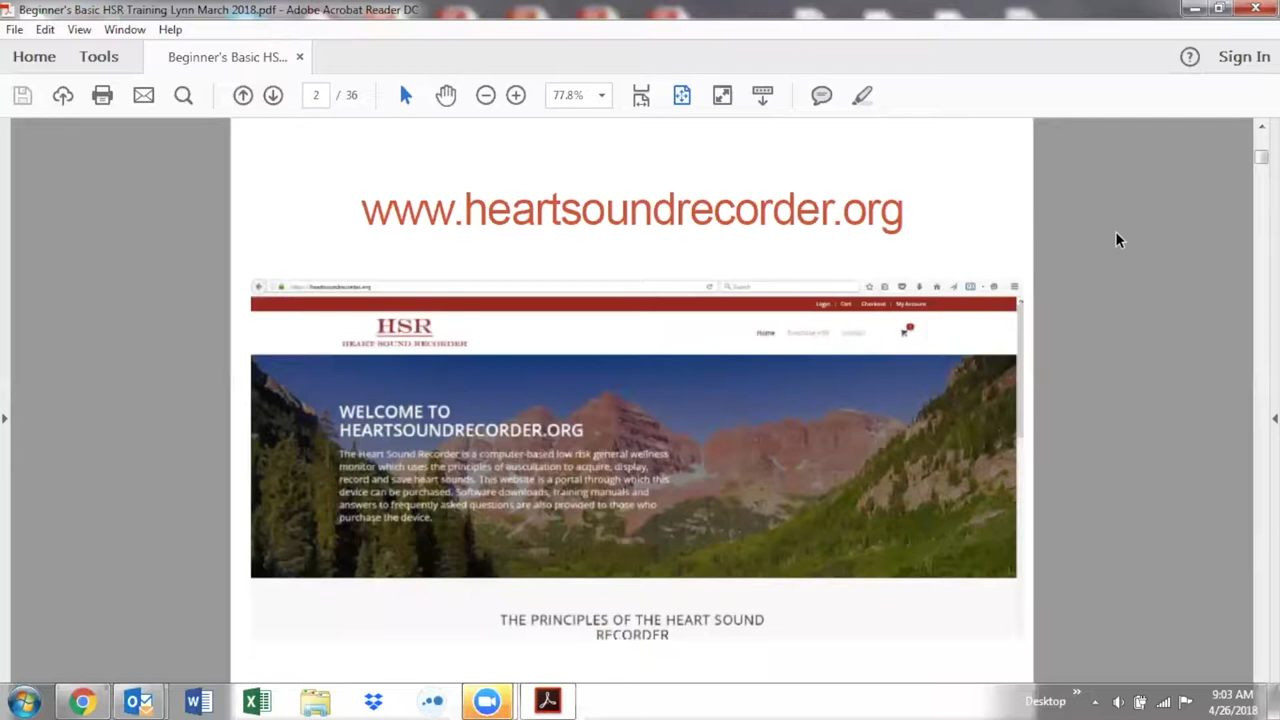 Beginner's Basic HSR Training Lynn March 2018.pdf - Adobe Acrobat Reader DC
File Edit View Window Help
Home Tools Beginner's Basic HS... × Sign In
2 / 36 77.8%
www.heartsoundrecorder.org
Search
Login | Cart Checkout | My Account
HSR
HEART SOUND RECORDER
Home Purchase HSR Contact
WELCOME TO
HEARTSOUNDRECORDER.ORG
The Heart Sound Recorder is a computer-based low risk general wellness
monitor which uses the principles of auscultation to acquire, display,
record and save heart sounds. This website is a portal through which this
device can be purchased. Software downloads, training manuals and
answers to frequently asked questions are also provided to those who
purchase the device.
THE PRINCIPLES OF THE HEART SOUND
RECORDER
Desktop
9:03 AM
4/26/2018